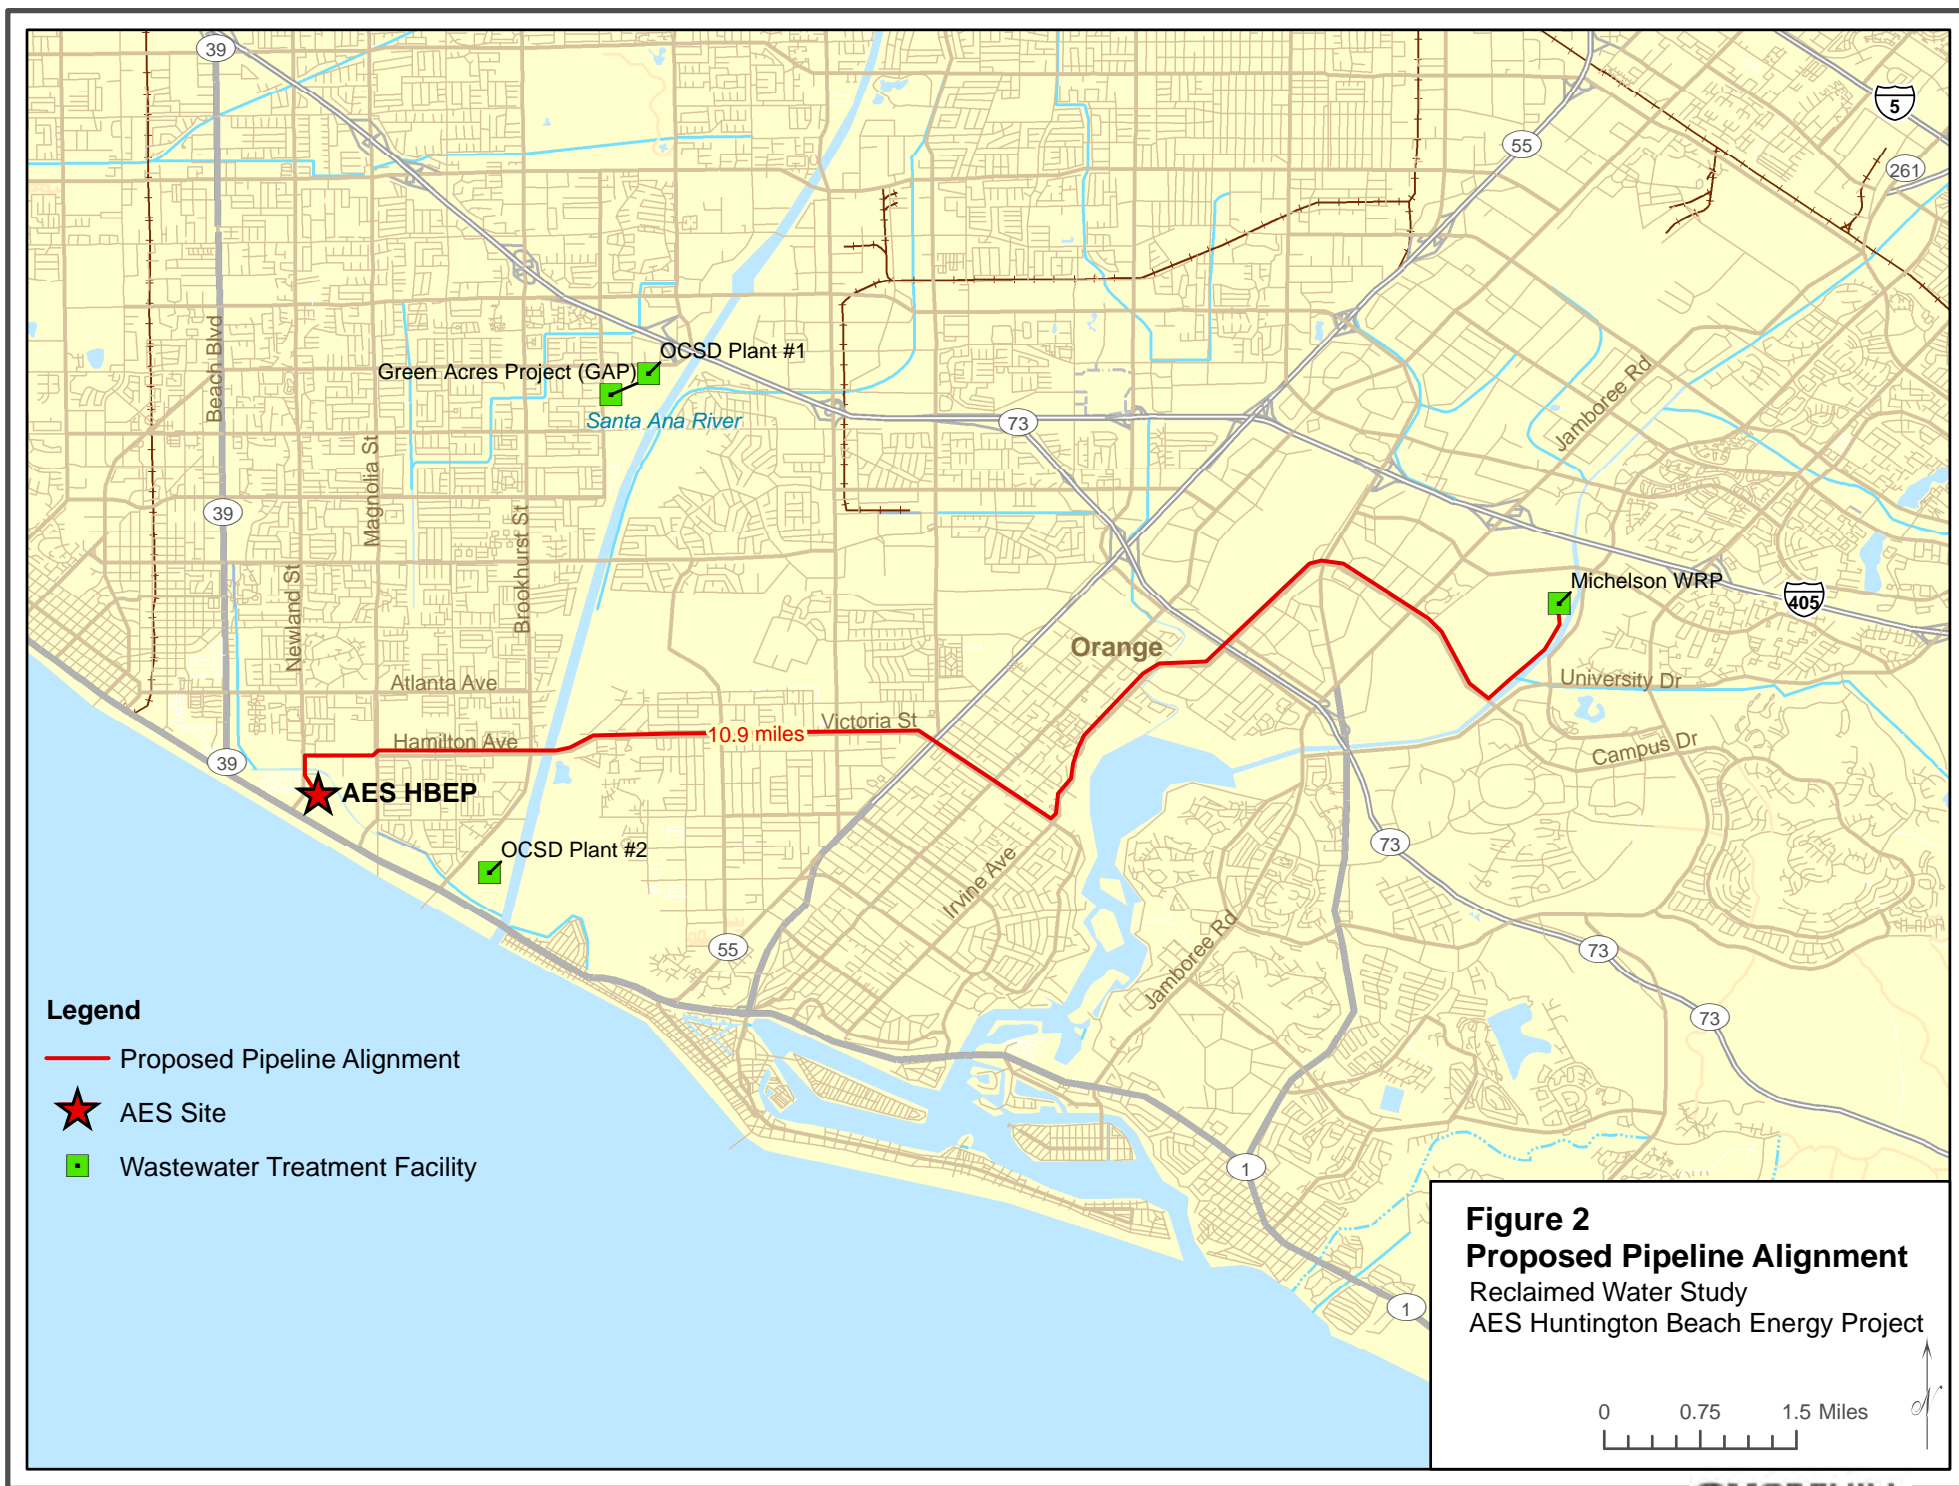 39
5
55
261
Beach Blvd
OCSD Plant #1
Green Acres Project (GAP)
Santa Ana River
73
Jamboree Rd
Magnolia St
39
Brookhurst St
Newland St
Michelson WRP
405
Orange
Atlanta Ave
University Dr
Victoria St
10.9 miles
Hamilton Ave
Campus Dr
39
AES HBEP
73
OCSD Plant #2
Irvine Ave
Jamboree Rd
55
73
73
Legend
Proposed Pipeline Alignment
AES Site
Wastewater Treatment Facility
1
1
Figure 2
Proposed Pipeline Alignment
Reclaimed Water Study
AES Huntington Beach Energy Project
0 0.75 1.5 Miles
N